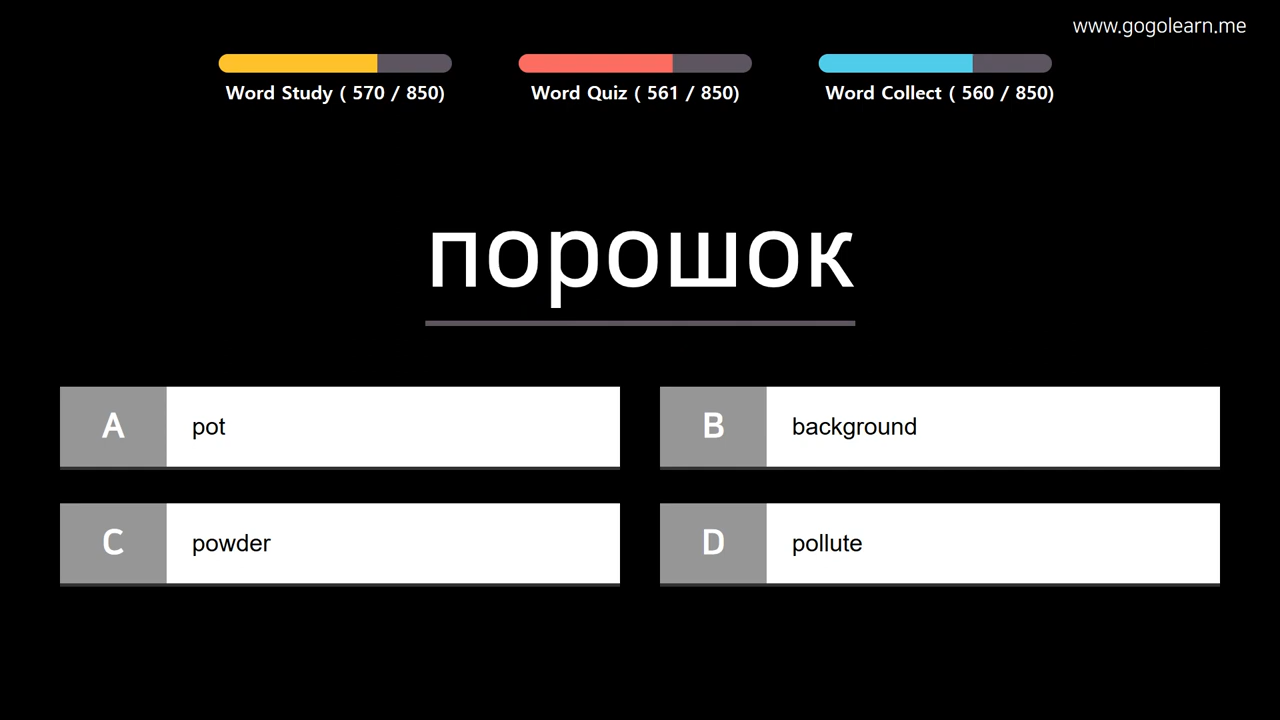 www.gogolearn.me
Word Study ( 570 / 850)
Word Quiz ( 561 / 850)
Word Collect ( 560 / 850)
порошок
A pot
B background
C powder
D pollute